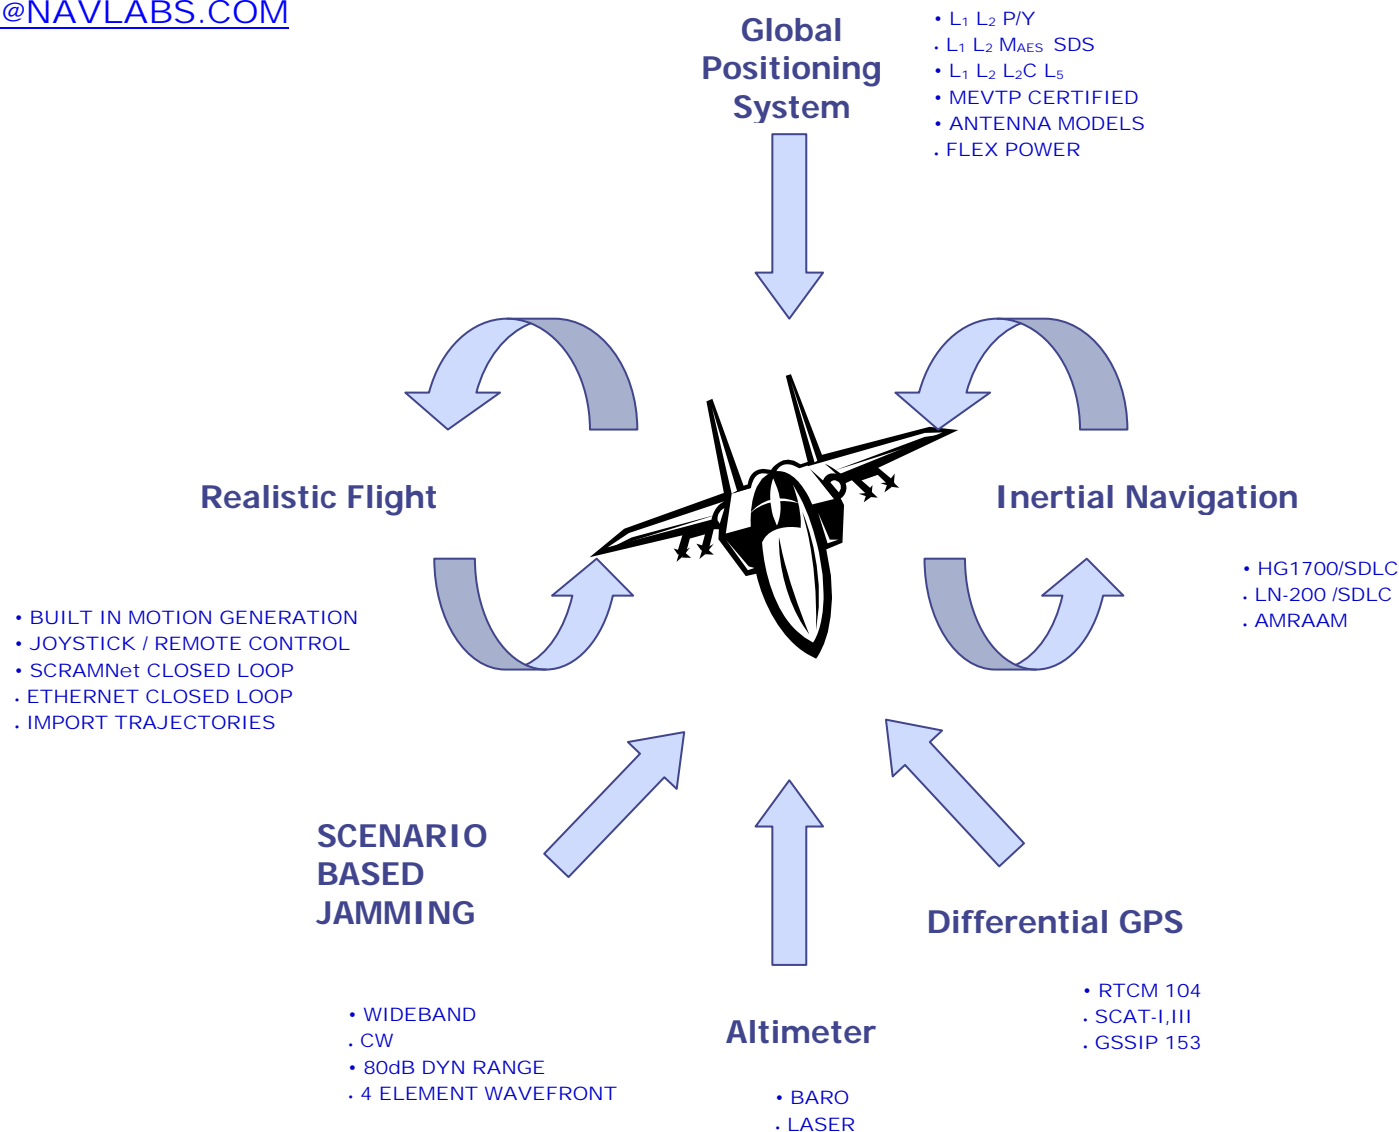 @NAVLABS.COM
Global
Positioning
System
• L1 L2 P/Y
• L1 L2 MAES SDS
• L1 L2 L2C L5
• MEVTP CERTIFIED
• ANTENNA MODELS
• FLEX POWER
Realistic Flight
• BUILT IN MOTION GENERATION
• JOYSTICK / REMOTE CONTROL
• SCRAMNet CLOSED LOOP
• ETHERNET CLOSED LOOP
• IMPORT TRAJECTORIES
Inertial Navigation
• HG1700/SDLC
• LN-200 /SDLC
• AMRAAM
SCENARIO
BASED
JAMMING
• WIDEBAND
• CW
• 80dB DYN RANGE
• 4 ELEMENT WAVEFRONT
Altimeter
• BARO
• LASER
Differential GPS
• RTCM 104
• SCAT-I,III
• GSSIP 153